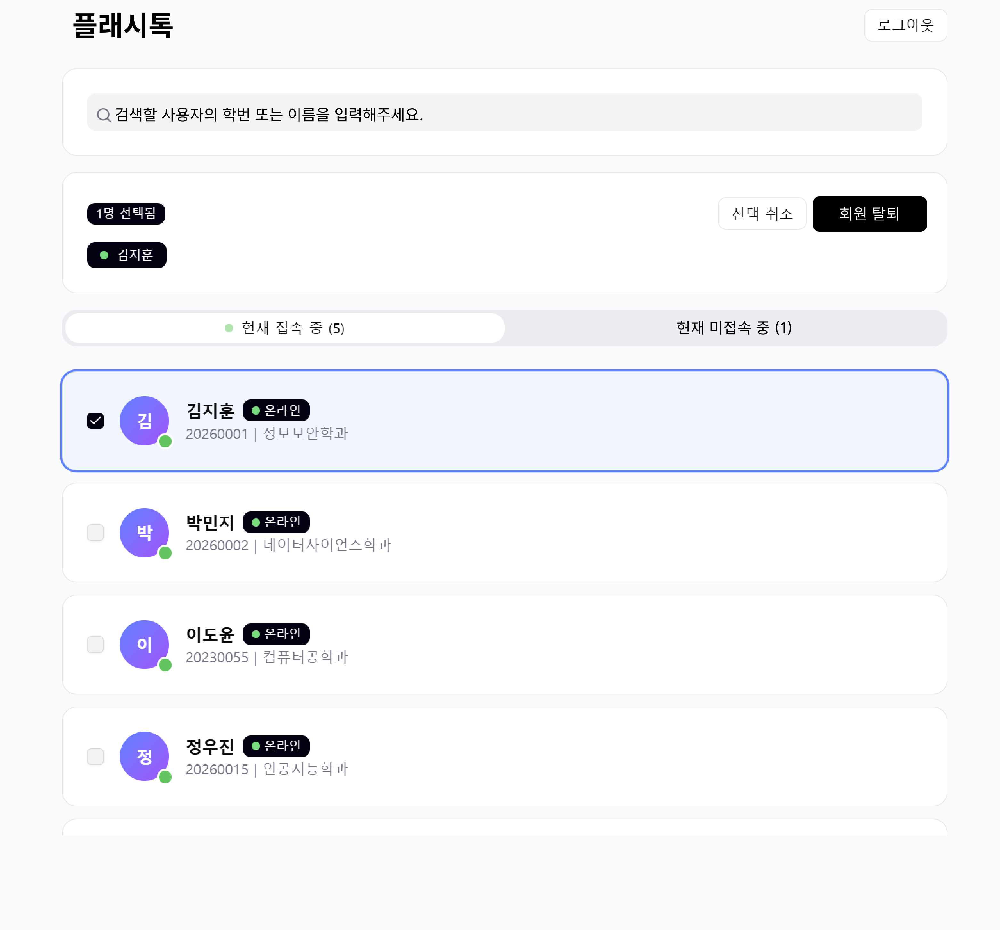 플래시톡
로그아웃
검색할 사용자의 학번 또는 이름을 입력해주세요.
1명 선택됨
선택 취소
회원 탈퇴
김지훈
현재 접속 중 (5)
현재 미접속 중 (1)
김
김지훈
온라인
20260001 | 정보보안학과
박
박민지
온라인
20260002 | 데이터사이언스학과
이
이도윤
온라인
20230055 | 컴퓨터공학과
정
정우진
온라인
20260015 | 인공지능학과